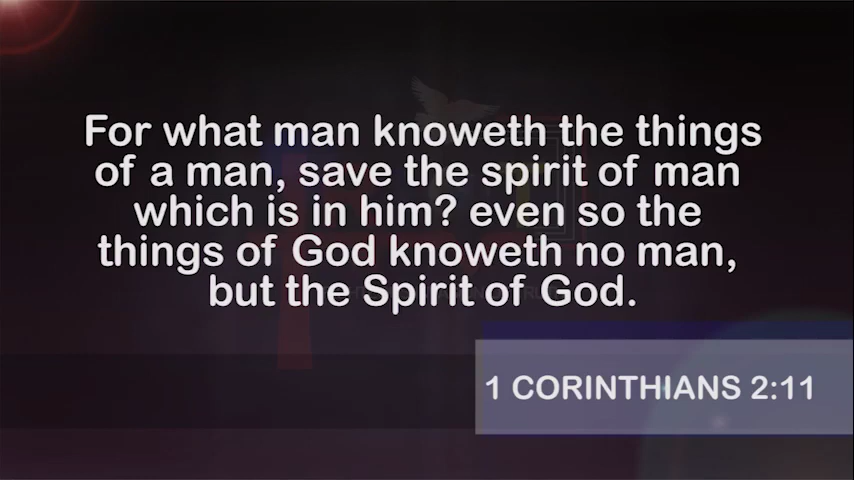 For what man knoweth the things
of a man, save the spirit of man
which is in him? even so the
things of God knoweth no man,
but the Spirit of God.
1 CORINTHIANS 2:11